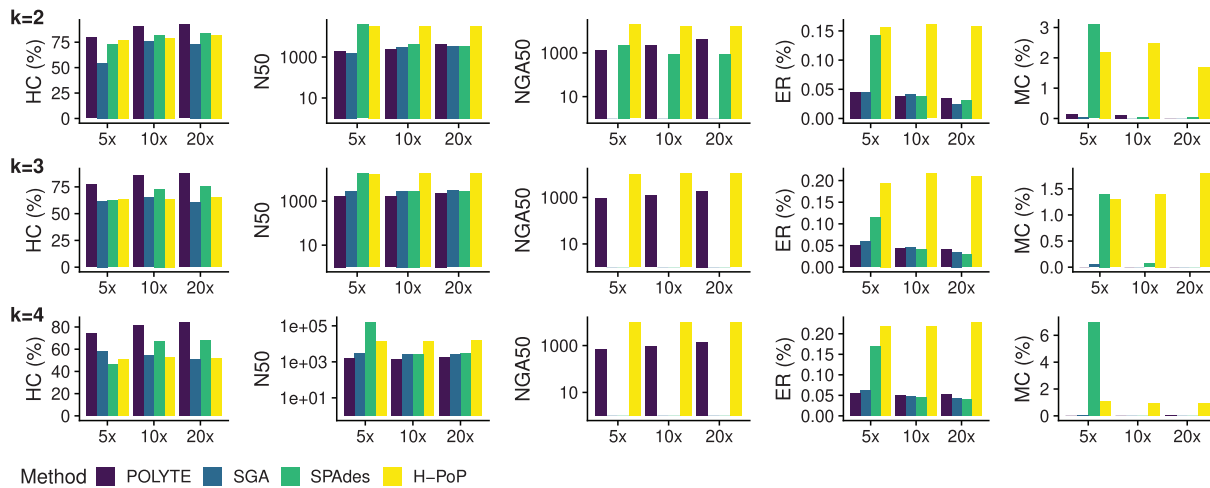 k=2
HC (%)
75
50
25
0
5x 10x 20x
N50
1000
10
5x 10x 20x
NGA50
1000
10
5x 10x 20x
ER (%)
0.15
0.10
0.05
0.00
5x 10x 20x
MC (%)
3
2
1
0
5x 10x 20x
k=3
HC (%)
75
50
25
0
5x 10x 20x
N50
1000
10
5x 10x 20x
NGA50
1000
10
5x 10x 20x
ER (%)
0.20
0.15
0.10
0.05
0.00
5x 10x 20x
MC (%)
1.5
1.0
0.5
0.0
5x 10x 20x
k=4
HC (%)
80
60
40
20
0
5x 10x 20x
N50
1e+05
1e+03
1e+01
5x 10x 20x
NGA50
1000
10
5x 10x 20x
ER (%)
0.20
0.15
0.10
0.05
0.00
5x 10x 20x
MC (%)
6
4
2
0
5x 10x 20x
Method POLYTE SGA SPAdes H−PoP